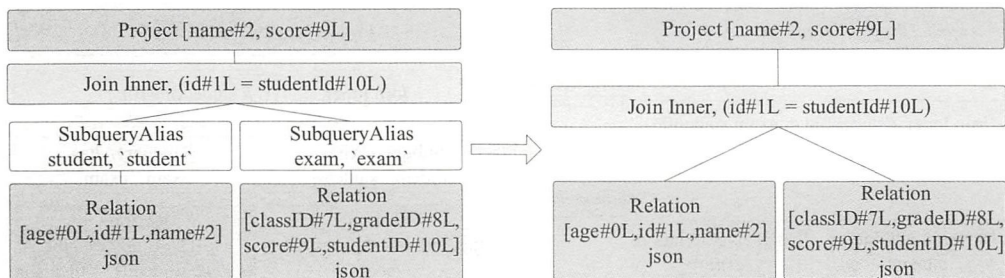 Project [name#2, score#9L]
Join Inner, (id#1L = studentId#10L)
SubqueryAlias
student, `student`
SubqueryAlias
exam, `exam`
Relation
[age#0L,id#1L,name#2]
json
Relation
[classID#7L,gradeID#8L,
score#9L,studentID#10L]
json
Project [name#2, score#9L]
Join Inner, (id#1L = studentId#10L)
Relation
[age#0L,id#1L,name#2]
json
Relation
[classID#7L,gradeID#8L,
score#9L,studentID#10L]
json